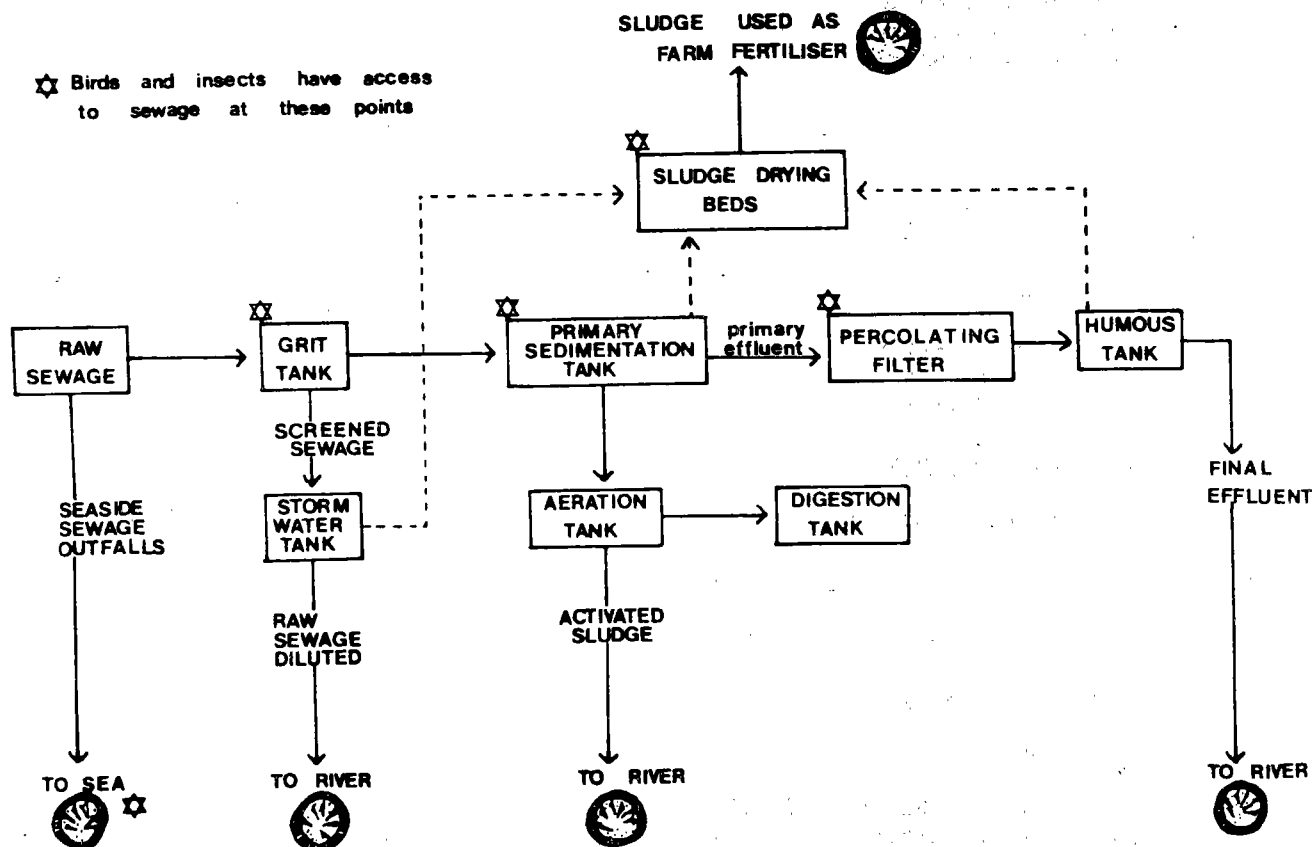 SLUDGE USED AS
FARM FERTILISER
Birds and insects have access
to sewage at these points
SLUDGE DRYING
BEDS
RAW
SEWAGE
GRIT
TANK
PRIMARY
SEDIMENTATION
TANK
primary
effluent
PERCOLATING
FILTER
HUMOUS
TANK
SCREENED
SEWAGE
SEASIDE
SEWAGE
OUTFALLS
STORM
WATER
TANK
AERATION
TANK
DIGESTION
TANK
FINAL
EFFLUENT
RAW
SEWAGE
DILUTED
ACTIVATED
SLUDGE
TO SEA
TO RIVER
TO RIVER
TO RIVER